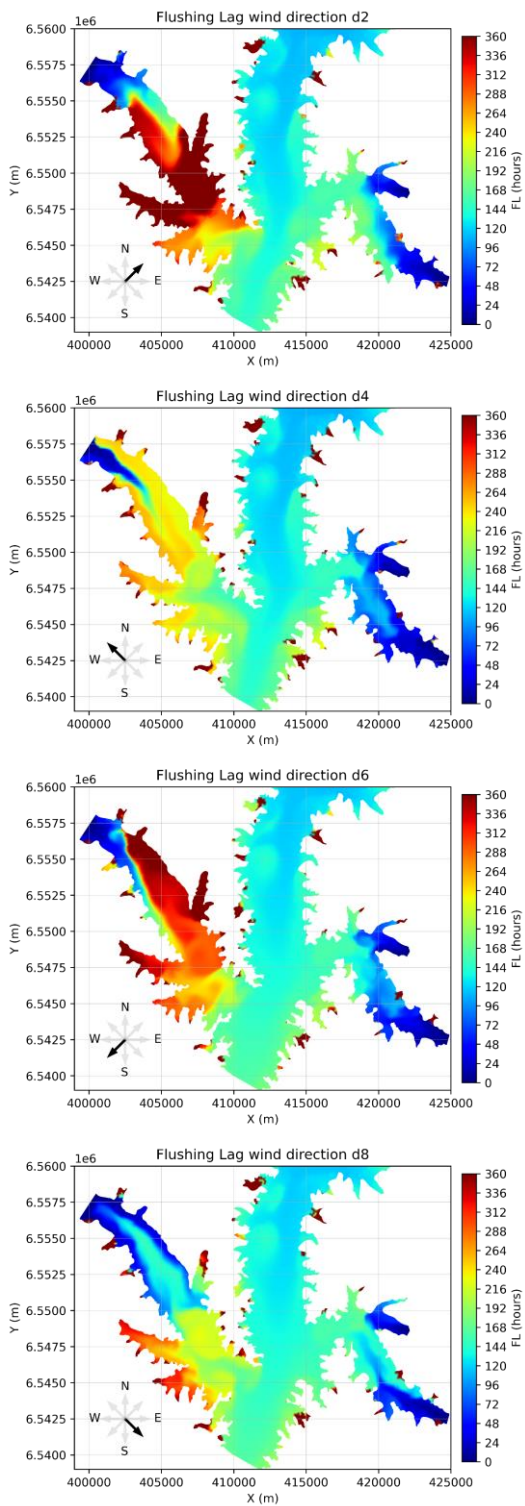 Flushing Lag wind direction d2
1e6
6.5600
6.5575
6.5550
6.5525
6.5500
6.5475
6.5450
6.5425
6.5400
Y (m)
N
W E
S
400000 405000 410000 415000 420000 425000
X (m)
360
336
312
288
264
240
216
192
168
144
120
96
72
48
24
0
FL (hours)
Flushing Lag wind direction d4
1e6
6.5600
6.5575
6.5550
6.5525
6.5500
6.5475
6.5450
6.5425
6.5400
Y (m)
N
W E
S
400000 405000 410000 415000 420000 425000
X (m)
360
336
312
288
264
240
216
192
168
144
120
96
72
48
24
0
FL (hours)
Flushing Lag wind direction d6
1e6
6.5600
6.5575
6.5550
6.5525
6.5500
6.5475
6.5450
6.5425
6.5400
Y (m)
N
W E
S
400000 405000 410000 415000 420000 425000
X (m)
360
336
312
288
264
240
216
192
168
144
120
96
72
48
24
0
FL (hours)
Flushing Lag wind direction d8
1e6
6.5600
6.5575
6.5550
6.5525
6.5500
6.5475
6.5450
6.5425
6.5400
Y (m)
N
W E
S
400000 405000 410000 415000 420000 425000
X (m)
360
336
312
288
264
240
216
192
168
144
120
96
72
48
24
0
FL (hours)